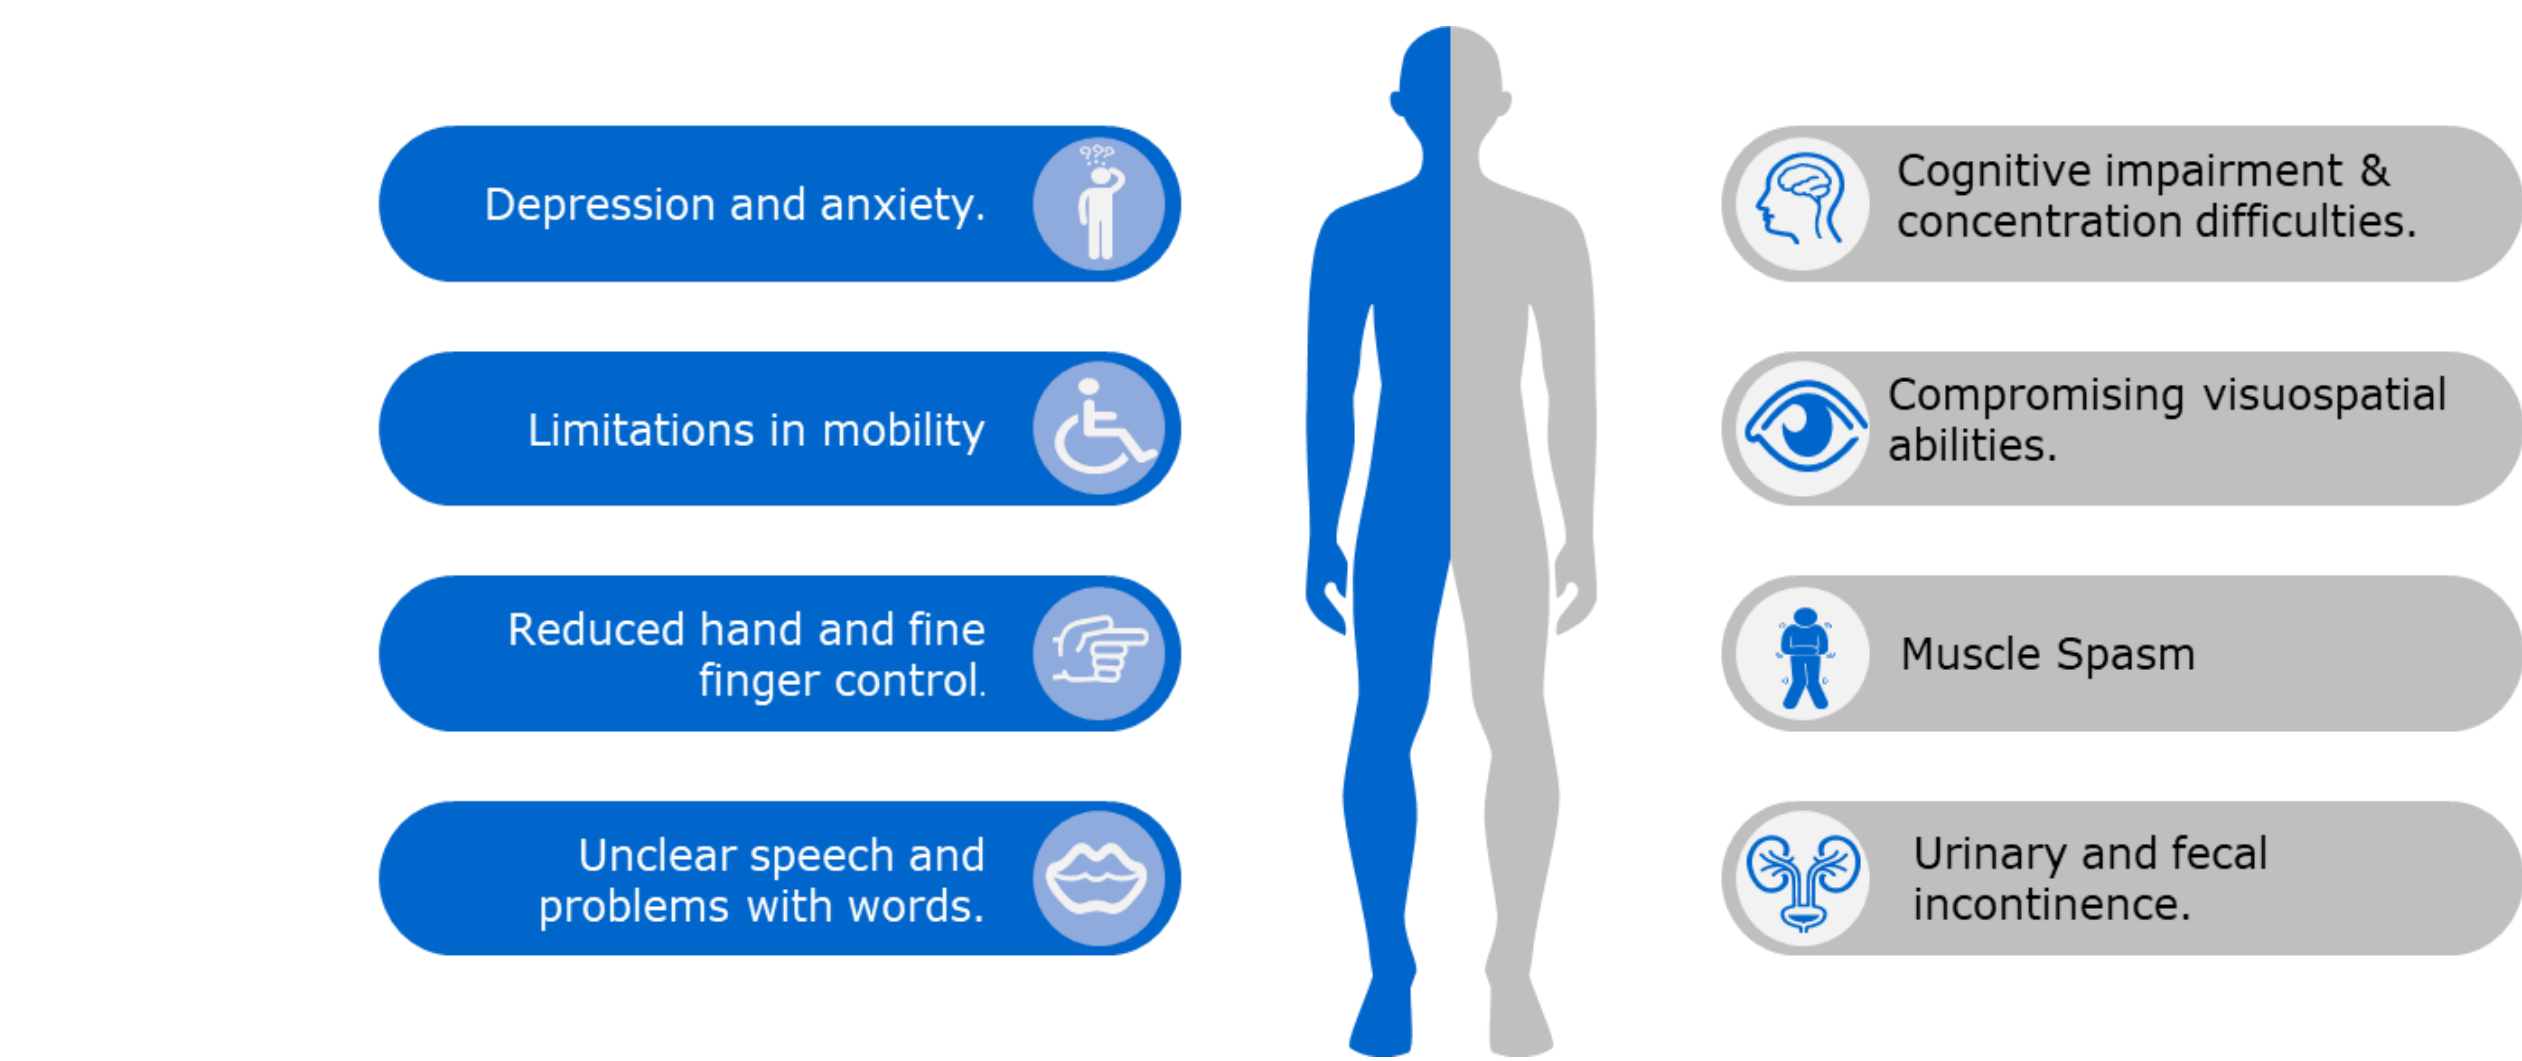 Depression and anxiety.
Limitations in mobility
Reduced hand and fine
finger control.
Unclear speech and
problems with words.
Cognitive impairment &
concentration difficulties.
Compromising visuospatial
abilities.
Muscle Spasm
Urinary and fecal
incontinence.